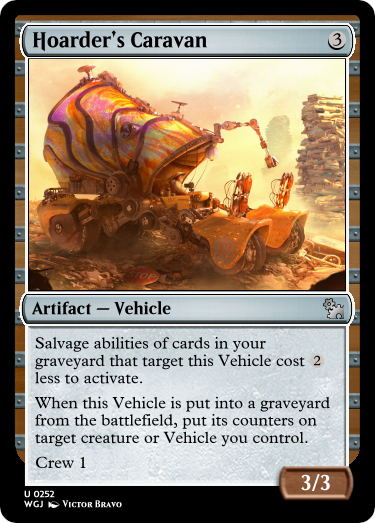 Hoarder's Caravan 3
Artifact — Vehicle
Salvage abilities of cards in your
graveyard that target this Vehicle cost 2
less to activate.
When this Vehicle is put into a graveyard
from the battlefield, put its counters on
target creature or Vehicle you control.
Crew 1
3/3
U 0252
WGJ Victor Bravo